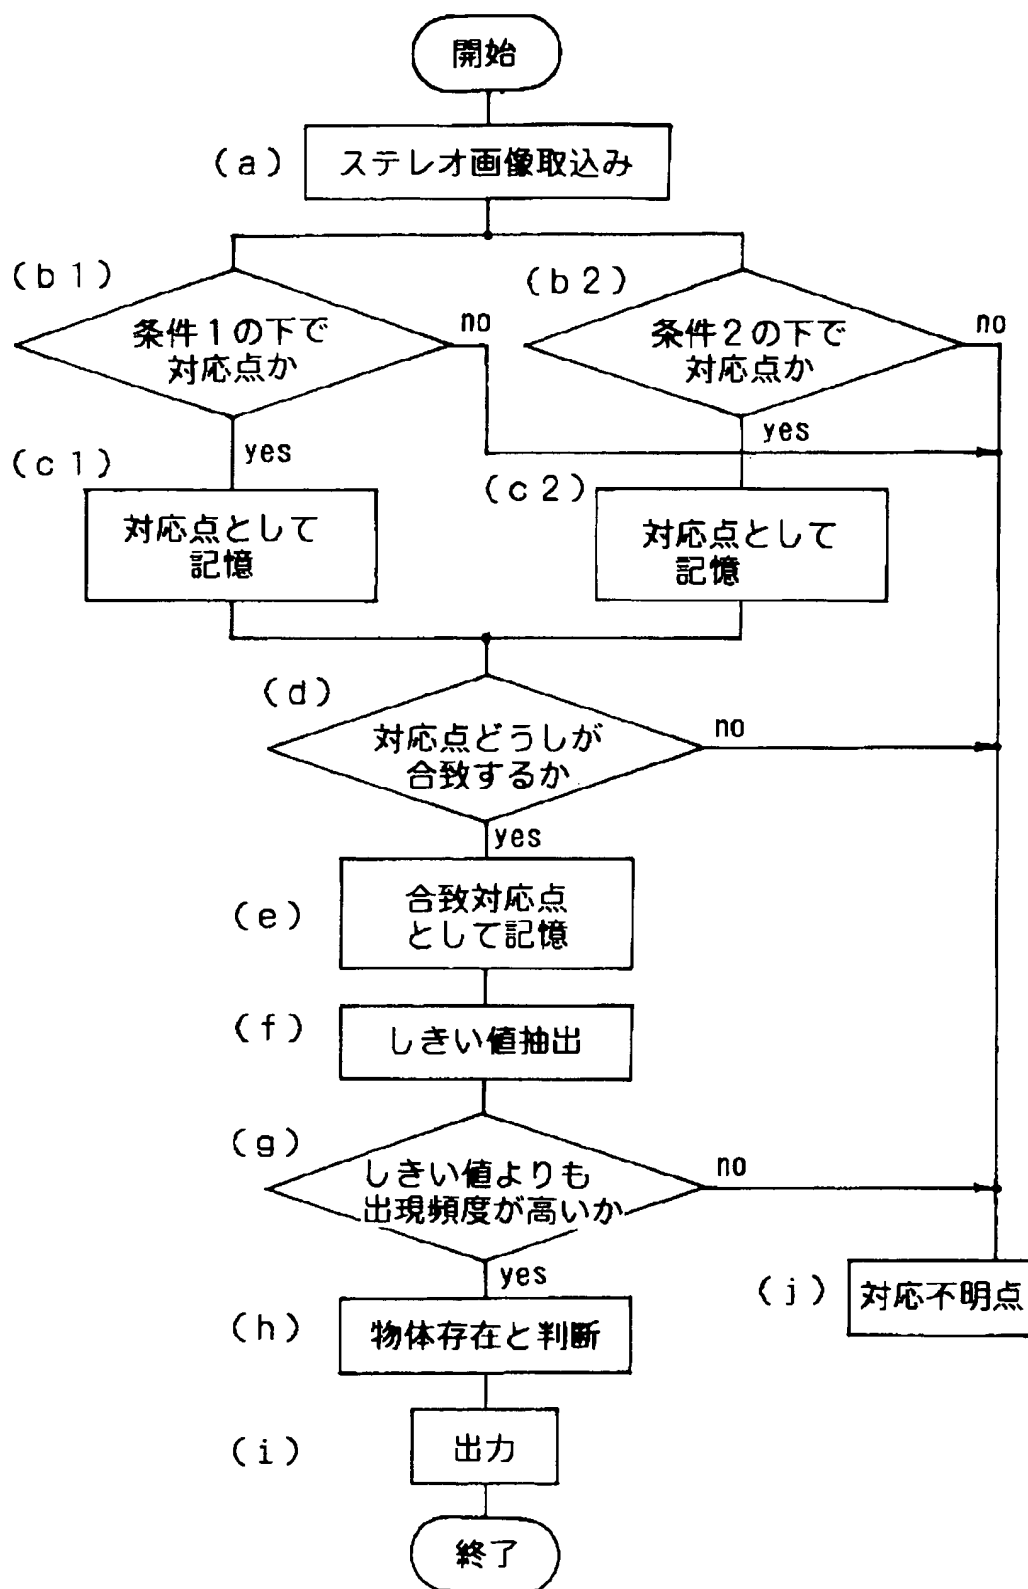 開始
(a)
ステレオ画像取込み
(b1)
条件1の下で
対応点か
no
yes
(b2)
条件2の下で
対応点か
no
yes
(c1)
対応点として
記憶
(c2)
対応点として
記憶
(d)
対応点どうしが
合致するか
no
yes
(e)
合致対応点
として記憶
(f)
しきい値抽出
(g)
しきい値よりも
出現頻度が高いか
no
yes
(h)
物体存在と判断
(j)
対応不明点
(i)
出力
終了